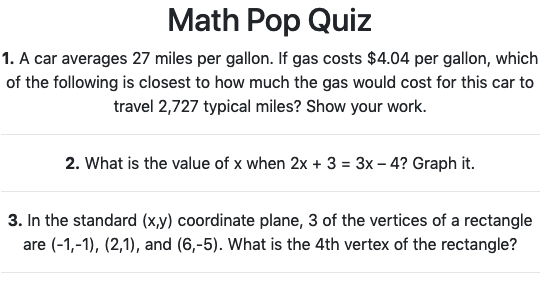 Math Pop Quiz
1. A car averages 27 miles per gallon. If gas costs $4.04 per gallon, which
of the following is closest to how much the gas would cost for this car to
travel 2,727 typical miles? Show your work.
2. What is the value of x when 2x + 3 = 3x – 4? Graph it.
3. In the standard (x,y) coordinate plane, 3 of the vertices of a rectangle
are (-1,-1), (2,1), and (6,-5). What is the 4th vertex of the rectangle?